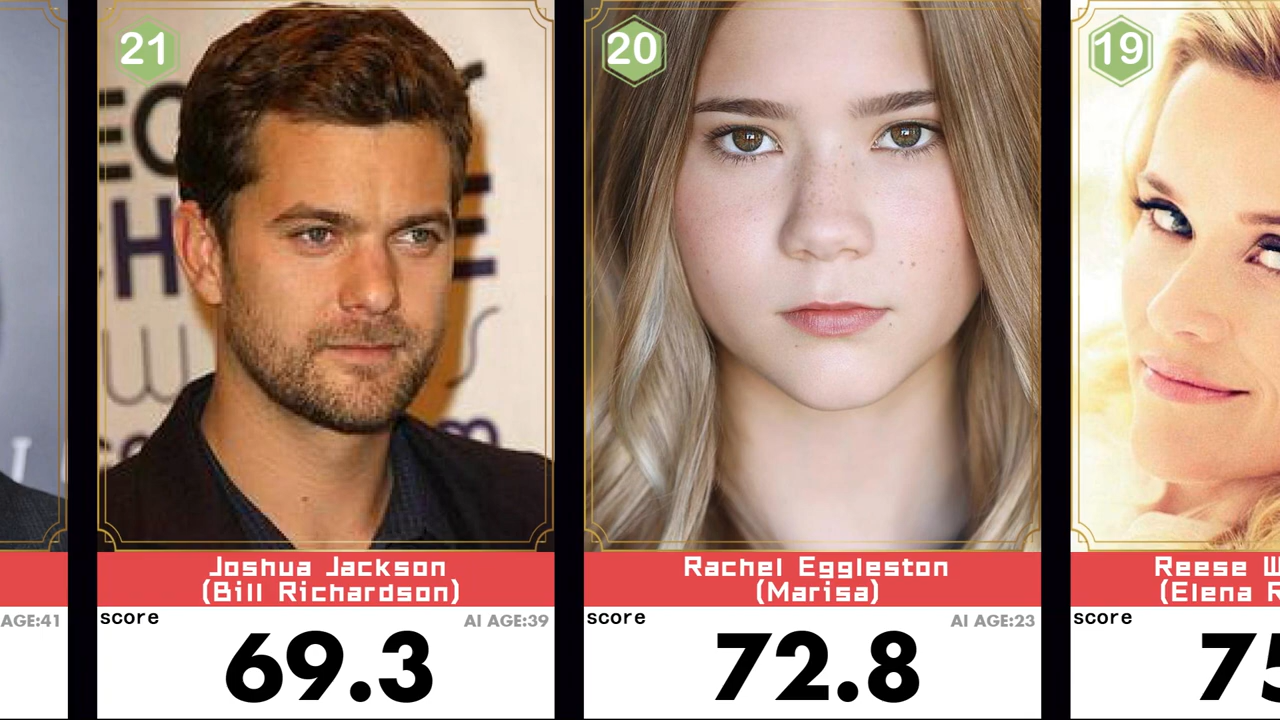 21
20
19
Joshua Jackson
(Bill Richardson)
Rachel Eggleston
(Marisa)
Reese W
(Elena R
AGE:41
score
AI AGE:39
69.3
score
AI AGE:23
72.8
score
75